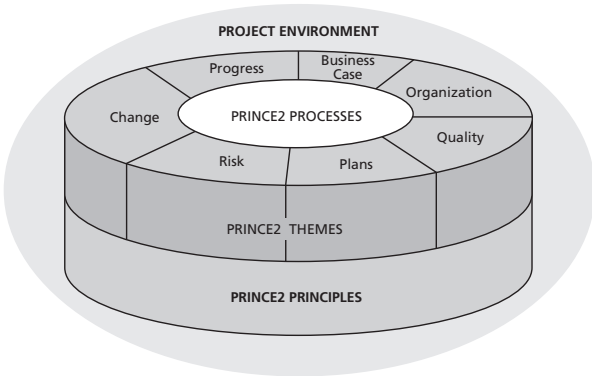 PROJECT ENVIRONMENT
Progress
Business
Case
Organization
Change
PRINCE2 PROCESSES
Quality
Risk
Plans
PRINCE2 THEMES
PRINCE2 PRINCIPLES